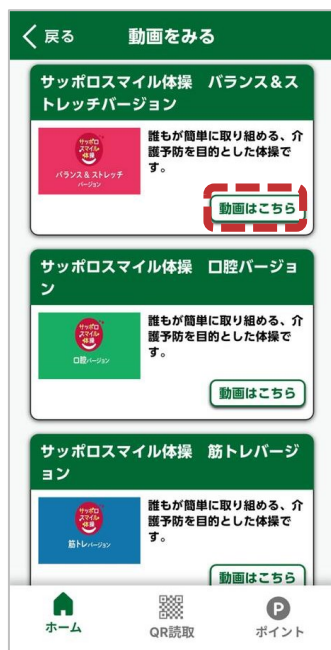 戻る
動画をみる
サッポロスマイル体操　バランス&ス
トレッチバージョン
サッポロ
スマイル
体操
バランス&ストレッチ
バージョン
誰もが簡単に取り組める、介
護予防を目的とした体操で
す。
動画はこちら
サッポロスマイル体操　口腔バージョ
ン
サッポロ
スマイル
体操
口腔バージョン
誰もが簡単に取り組める、介
護予防を目的とした体操で
す。
動画はこちら
サッポロスマイル体操　筋トレバージ
ョン
サッポロ
スマイル
体操
筋トレバージョン
誰もが簡単に取り組める、介
護予防を目的とした体操で
す。
動画はこちら
ホーム
QR読取
P
ポイント